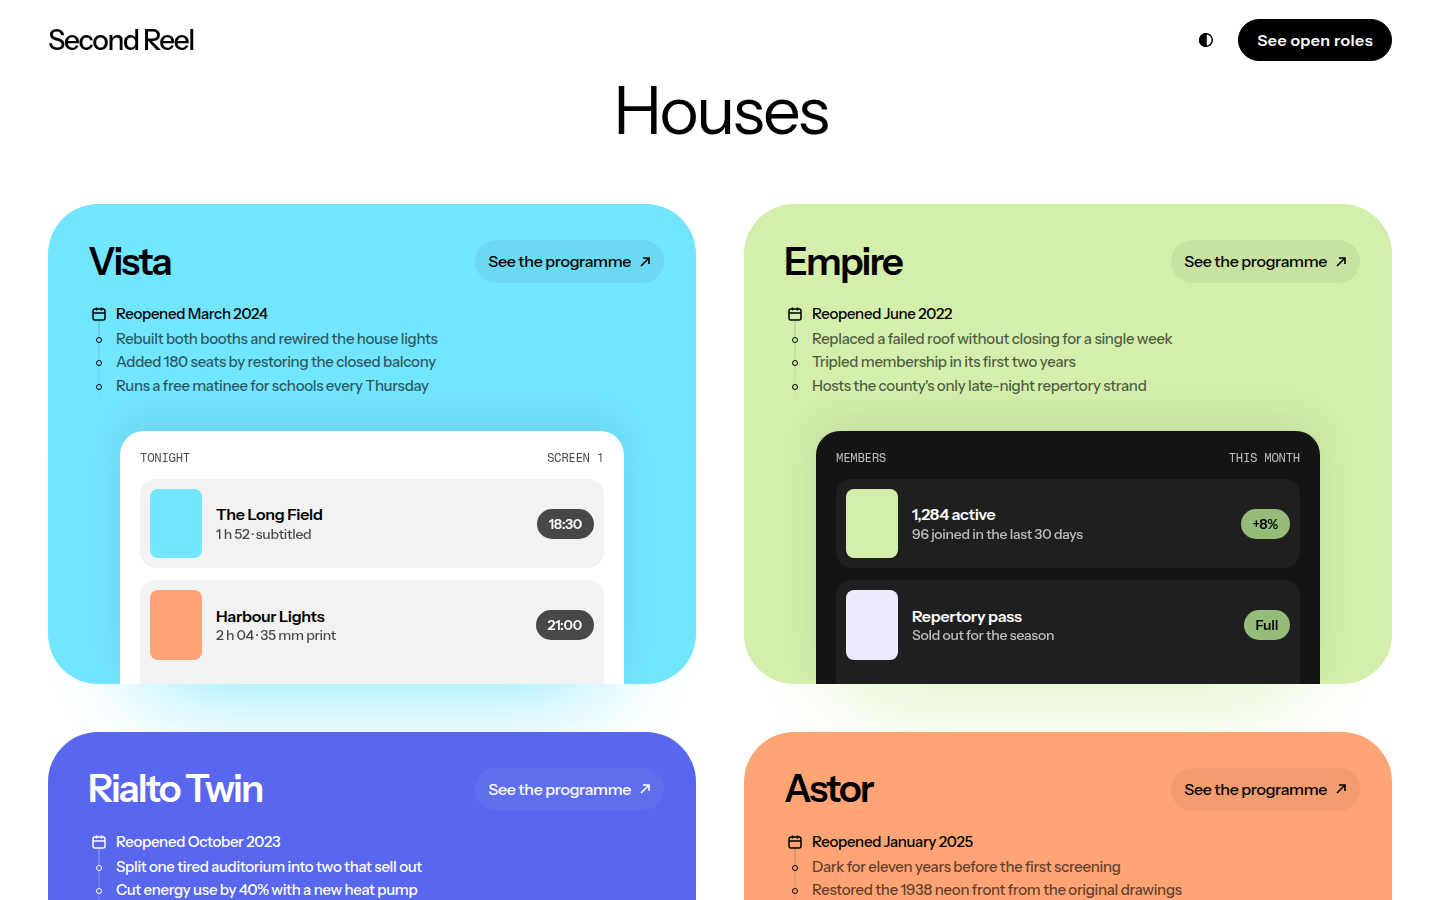 Second Reel
See open roles
Houses
Vista
See the programme
Reopened March 2024
Rebuilt both booths and rewired the house lights
Added 180 seats by restoring the closed balcony
Runs a free matinee for schools every Thursday
TONIGHT
SCREEN 1
The Long Field
1 h 52 · subtitled
18:30
Harbour Lights
2 h 04 · 35 mm print
21:00
Empire
See the programme
Reopened June 2022
Replaced a failed roof without closing for a single week
Tripled membership in its first two years
Hosts the county's only late-night repertory strand
MEMBERS
THIS MONTH
1,284 active
96 joined in the last 30 days
+8%
Repertory pass
Sold out for the season
Full
Rialto Twin
See the programme
Reopened October 2023
Split one tired auditorium into two that sell out
Cut energy use by 40% with a new heat pump
Astor
See the programme
Reopened January 2025
Dark for eleven years before the first screening
Restored the 1938 neon front from the original drawings